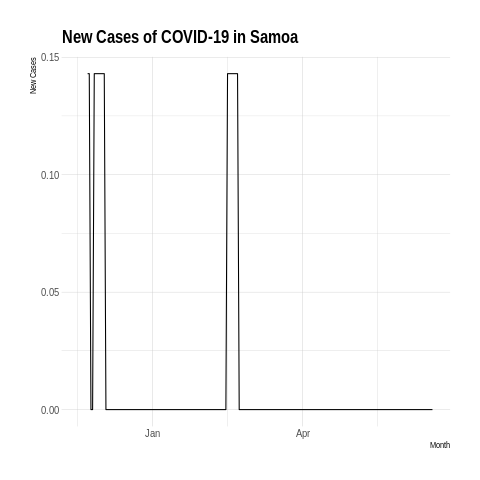 New Cases of COVID-19 in Samoa
New Cases
0.15
0.10
0.05
0.00
Jan
Apr
Month